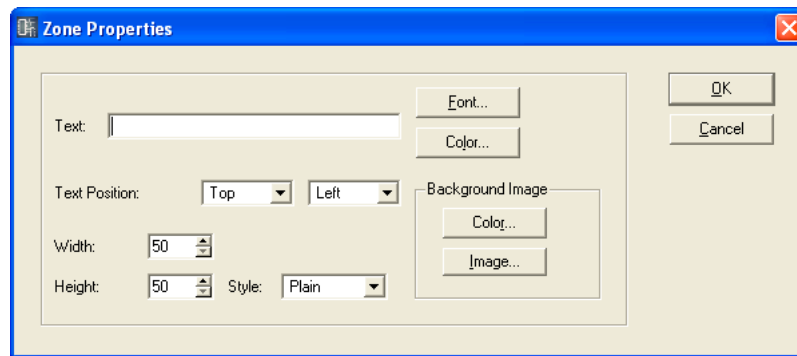 Zone Properties
Text:
Font...
Color...
OK
Cancel
Text Position: Top Left
Background Image
Color...
Image...
Width: 50
Height: 50 Style: Plain